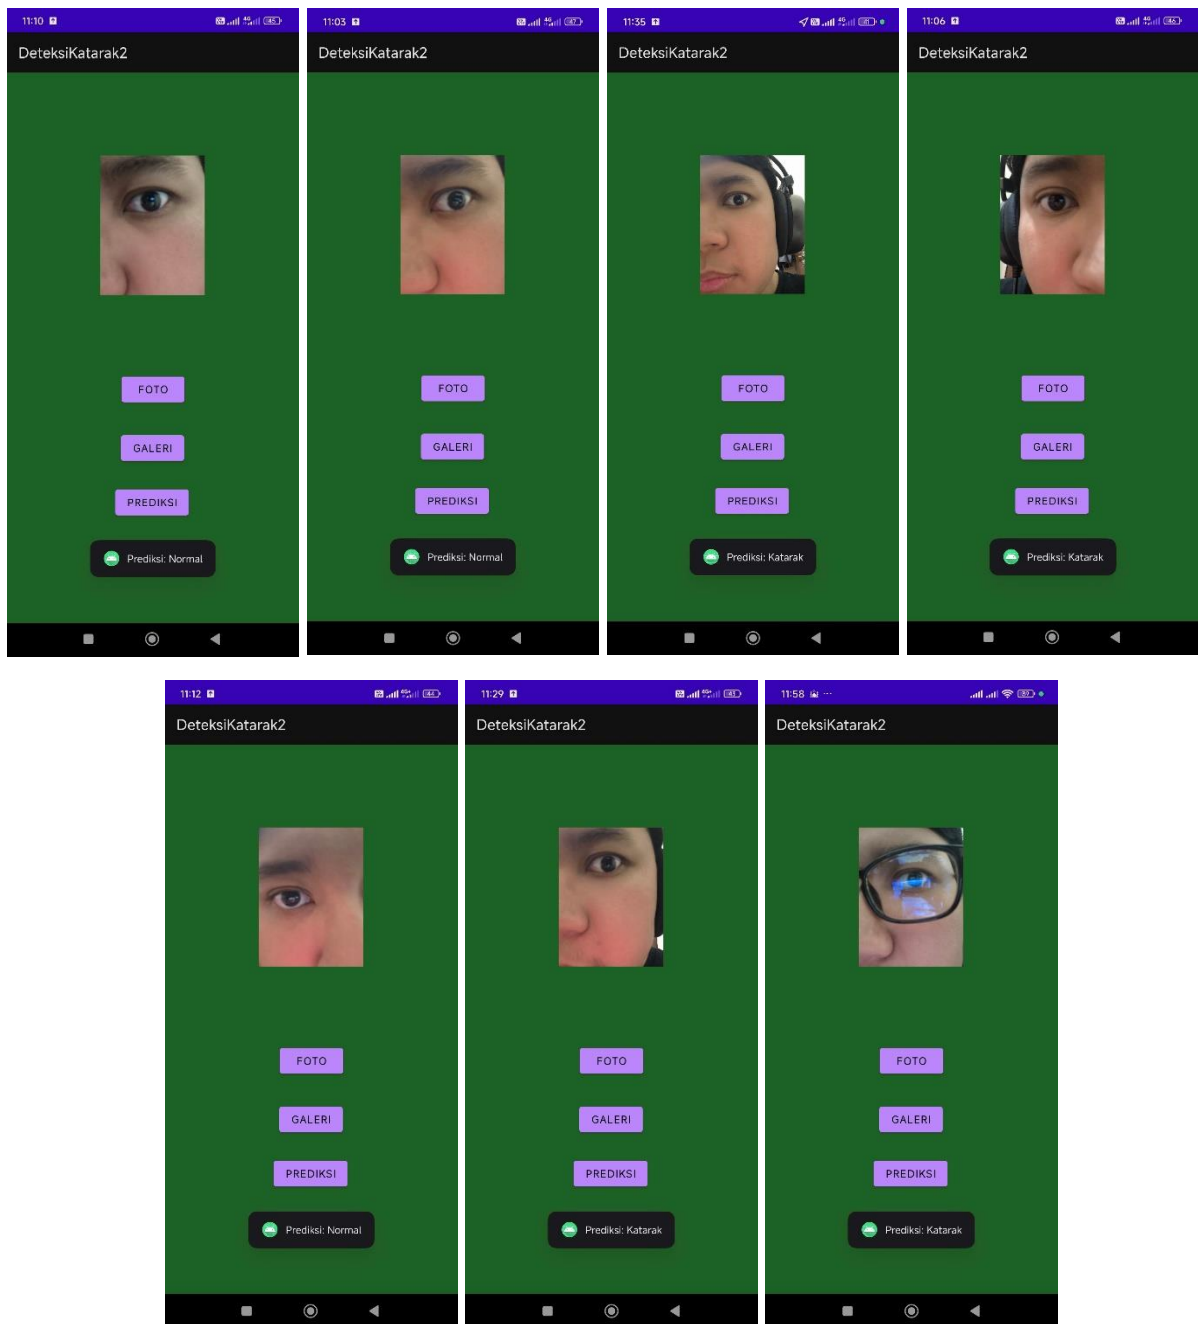 11:10
DeteksiKatarak2
FOTO
GALERI
PREDIKSI
Prediksi: Normal
11:03
DeteksiKatarak2
FOTO
GALERI
PREDIKSI
Prediksi: Normal
11:35
DeteksiKatarak2
FOTO
GALERI
PREDIKSI
Prediksi: Katarak
11:06
DeteksiKatarak2
FOTO
GALERI
PREDIKSI
Prediksi: Katarak
11:12
DeteksiKatarak2
FOTO
GALERI
PREDIKSI
Prediksi: Normal
11:29
DeteksiKatarak2
FOTO
GALERI
PREDIKSI
Prediksi: Katarak
11:58
DeteksiKatarak2
FOTO
GALERI
PREDIKSI
Prediksi: Katarak